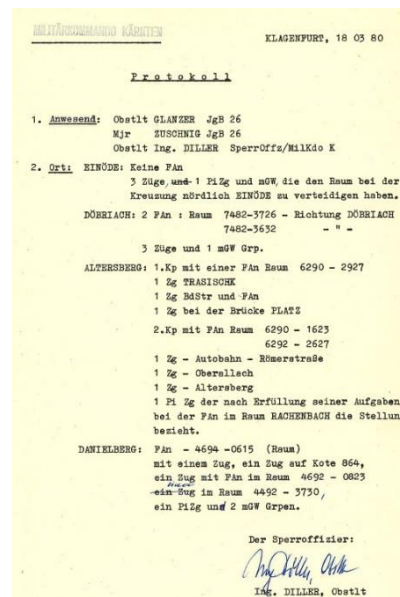 MILITÄRKOMMANDO KÄRNTEN
KLAGENFURT, 18 03 80
Protokoll
1. Anwesend: Obstlt GLANZER JgB 26
Mjr ZUSCHNIG JgB 26
Obstlt Ing. DILLER SperrOffz/MilKdo K
2. Ort: EINÖDE: Keine FAn
3 Züge, und 1 PiZg und mGW, die den Raum bei der
Kreuzung nördlich EINÖDE zu verteidigen haben.
DÖBRIACH: 2 FAn : Raum 7482-3726 - Richtung DÖBRIACH
7482-3632 - " -
3 Züge und 1 mGW Grp.
ALTERSBERG: 1.Kp mit einer FAn Raum 6290 - 2927
1 Zg TRASISCHK
1 Zg BdStr und FAn
1 Zg bei der Brücke PLATZ
2.Kp mit FAn Raum 6290 - 1623
6292 - 2627
1 Zg - Autobahn - Römerstraße
1 Zg - Oberallach
1 Zg - Altersberg
1 Pi Zg der nach Erfüllung seiner Aufgaben
bei der FAn im Raum RACHENBACH die Stellun
bezieht.
DANIELBERG: FAn - 4694 -0615 (Raum)
mit einem Zug, ein Zug auf Kote 864,
ein Zug mit FAn im Raum 4692 - 0823
ein Zug im Raum 4492 - 3730,
ein PiZg und 2 mGW Grpen.
Der Sperroffizier:
Ing. DILLER, Obstlt